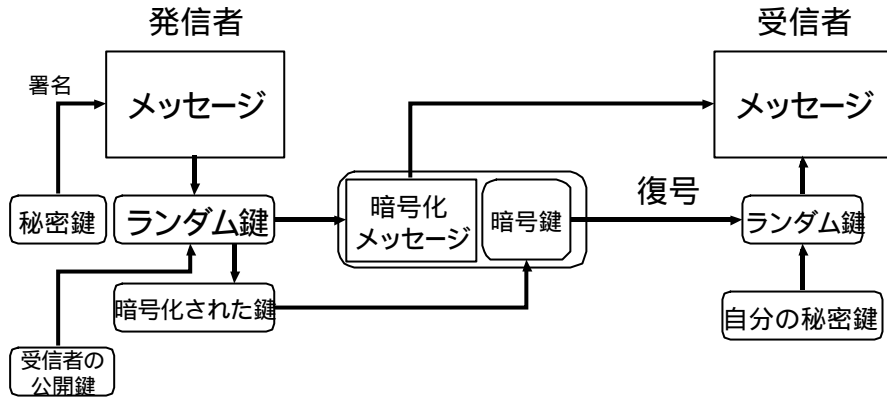 発信者
受信者
署名
メッセージ
メッセージ
秘密鍵
ランダム鍵
暗号化
メッセージ
暗号鍵
復号
ランダム鍵
暗号化された鍵
自分の秘密鍵
受信者の
公開鍵